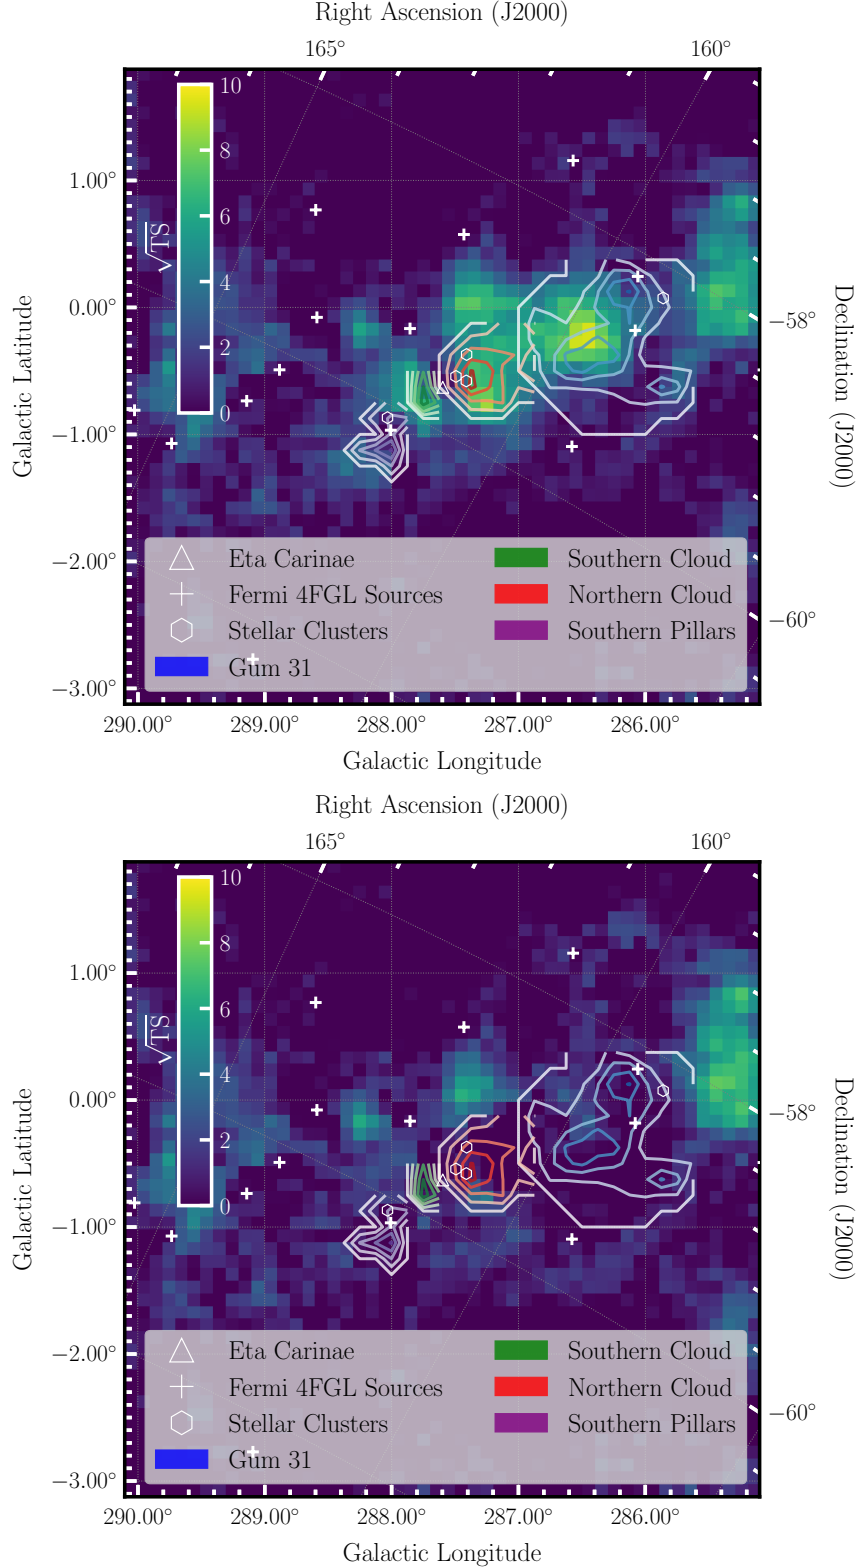 Right Ascension (J2000)
165° 160°
10
8
6
4
2
0
√TS
1.00°
0.00°
−1.00°
−2.00°
−3.00°
Galactic Latitude
−58°
−60°
Declination (J2000)
Eta Carinae
Fermi 4FGL Sources
Stellar Clusters
Gum 31
Southern Cloud
Northern Cloud
Southern Pillars
290.00° 289.00° 288.00° 287.00° 286.00°
Galactic Longitude
Right Ascension (J2000)
165° 160°
10
8
6
4
2
0
√TS
1.00°
0.00°
−1.00°
−2.00°
−3.00°
Galactic Latitude
−58°
−60°
Declination (J2000)
Eta Carinae
Fermi 4FGL Sources
Stellar Clusters
Gum 31
Southern Cloud
Northern Cloud
Southern Pillars
290.00° 289.00° 288.00° 287.00° 286.00°
Galactic Longitude